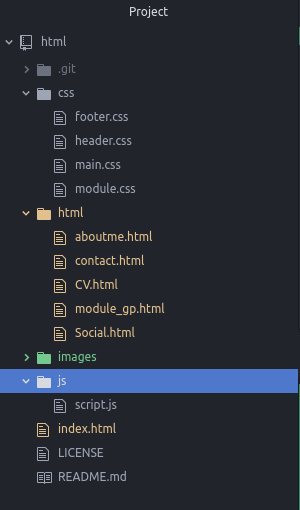 Project
html
.git
css
footer.css
header.css
main.css
module.css
html
aboutme.html
contact.html
CV.html
module_gp.html
Social.html
images
js
script.js
index.html
LICENSE
README.md